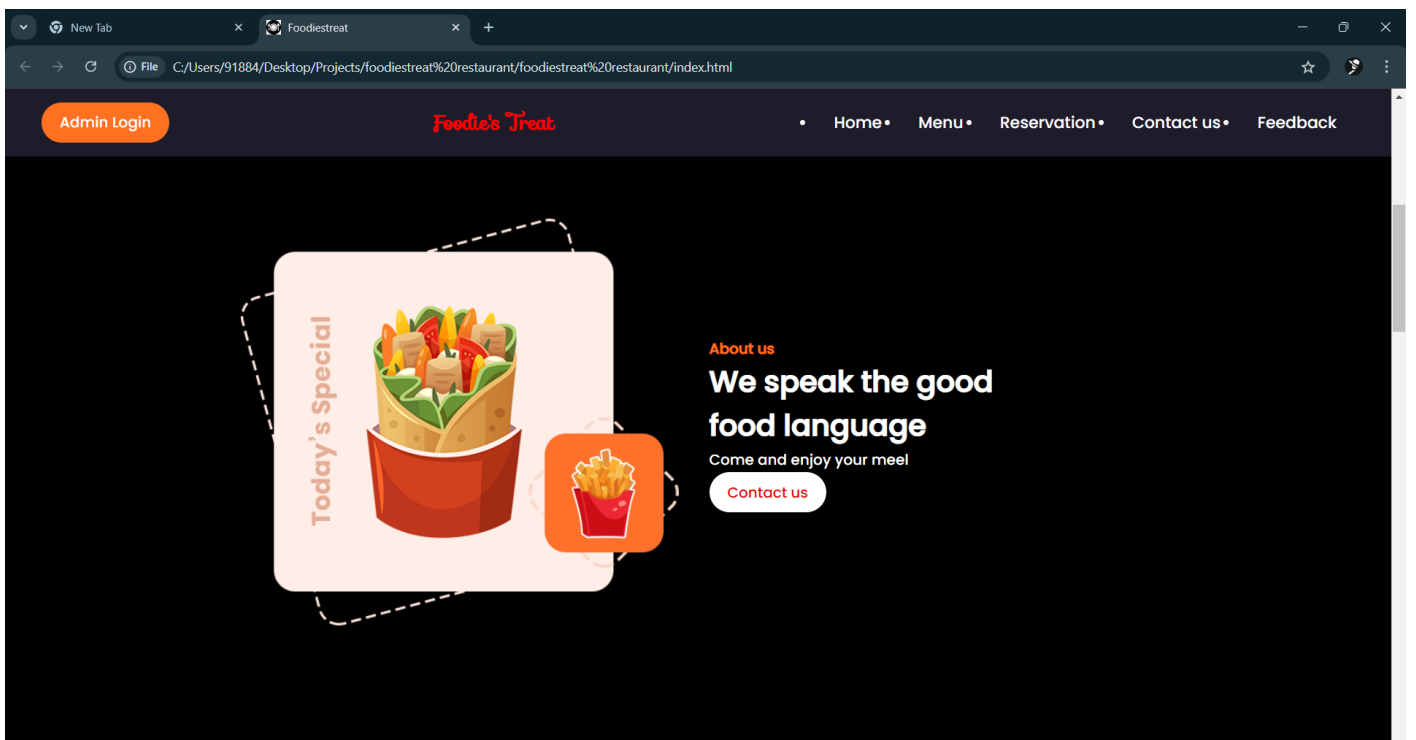 New Tab
Foodiestreat
File
C:/Users/91884/Desktop/Projects/foodiestreat%20restaurant/foodiestreat%20restaurant/index.html
Admin Login
Foodie's Treat
• Home • Menu • Reservation • Contact us • Feedback
Today's Special
About us
We speak the good
food language
Come and enjoy your meel
Contact us